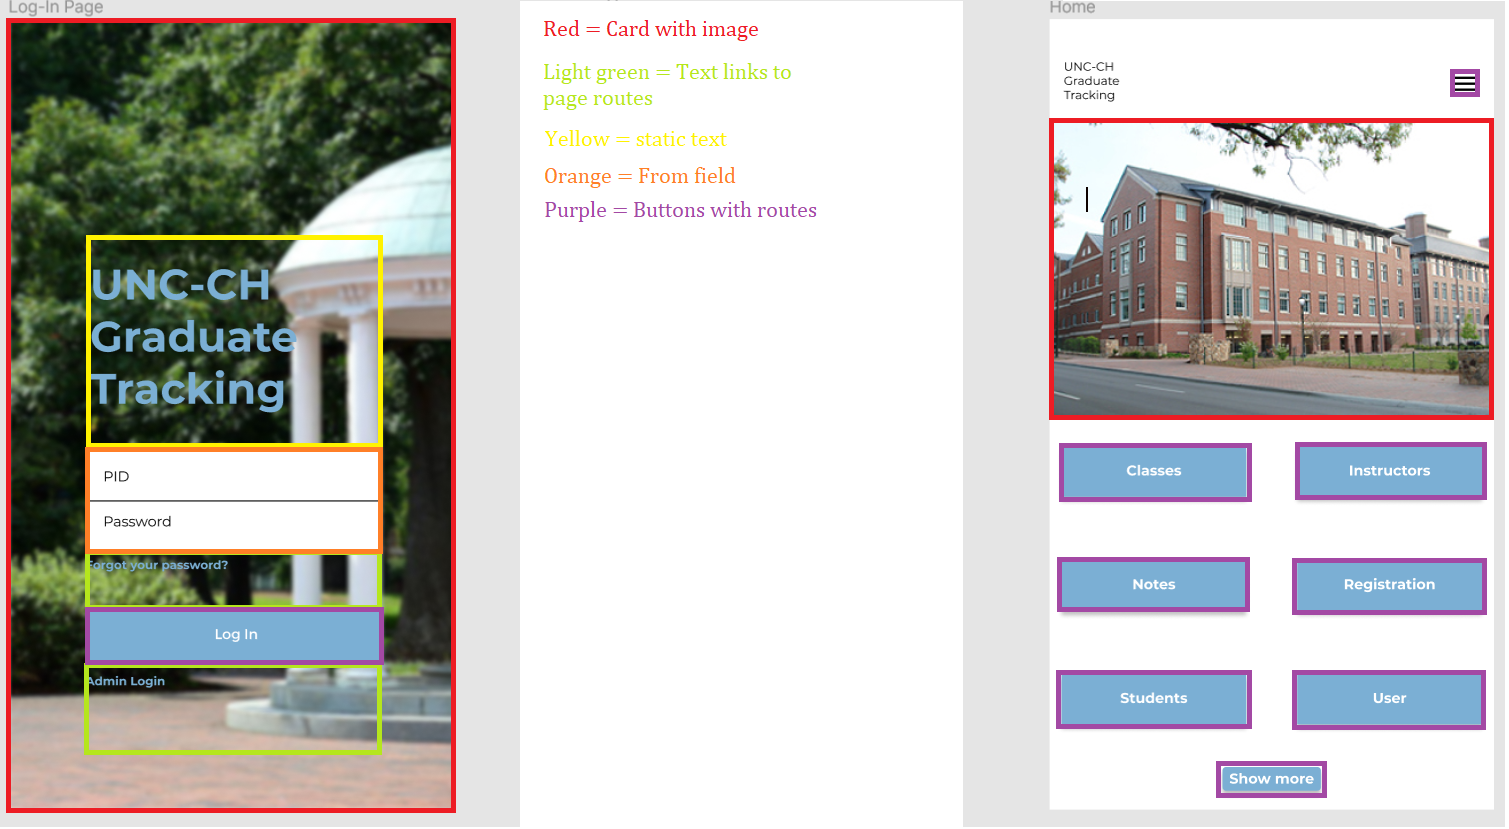 Log-In Page
UNC-CH
Graduate
Tracking
PID
Password
Forgot your password?
Log In
Admin Login
Red = Card with image
Light green = Text links to
page routes
Yellow = static text
Orange = From field
Purple = Buttons with routes
Home
UNC-CH
Graduate
Tracking
Classes
Instructors
Notes
Registration
Students
User
Show more